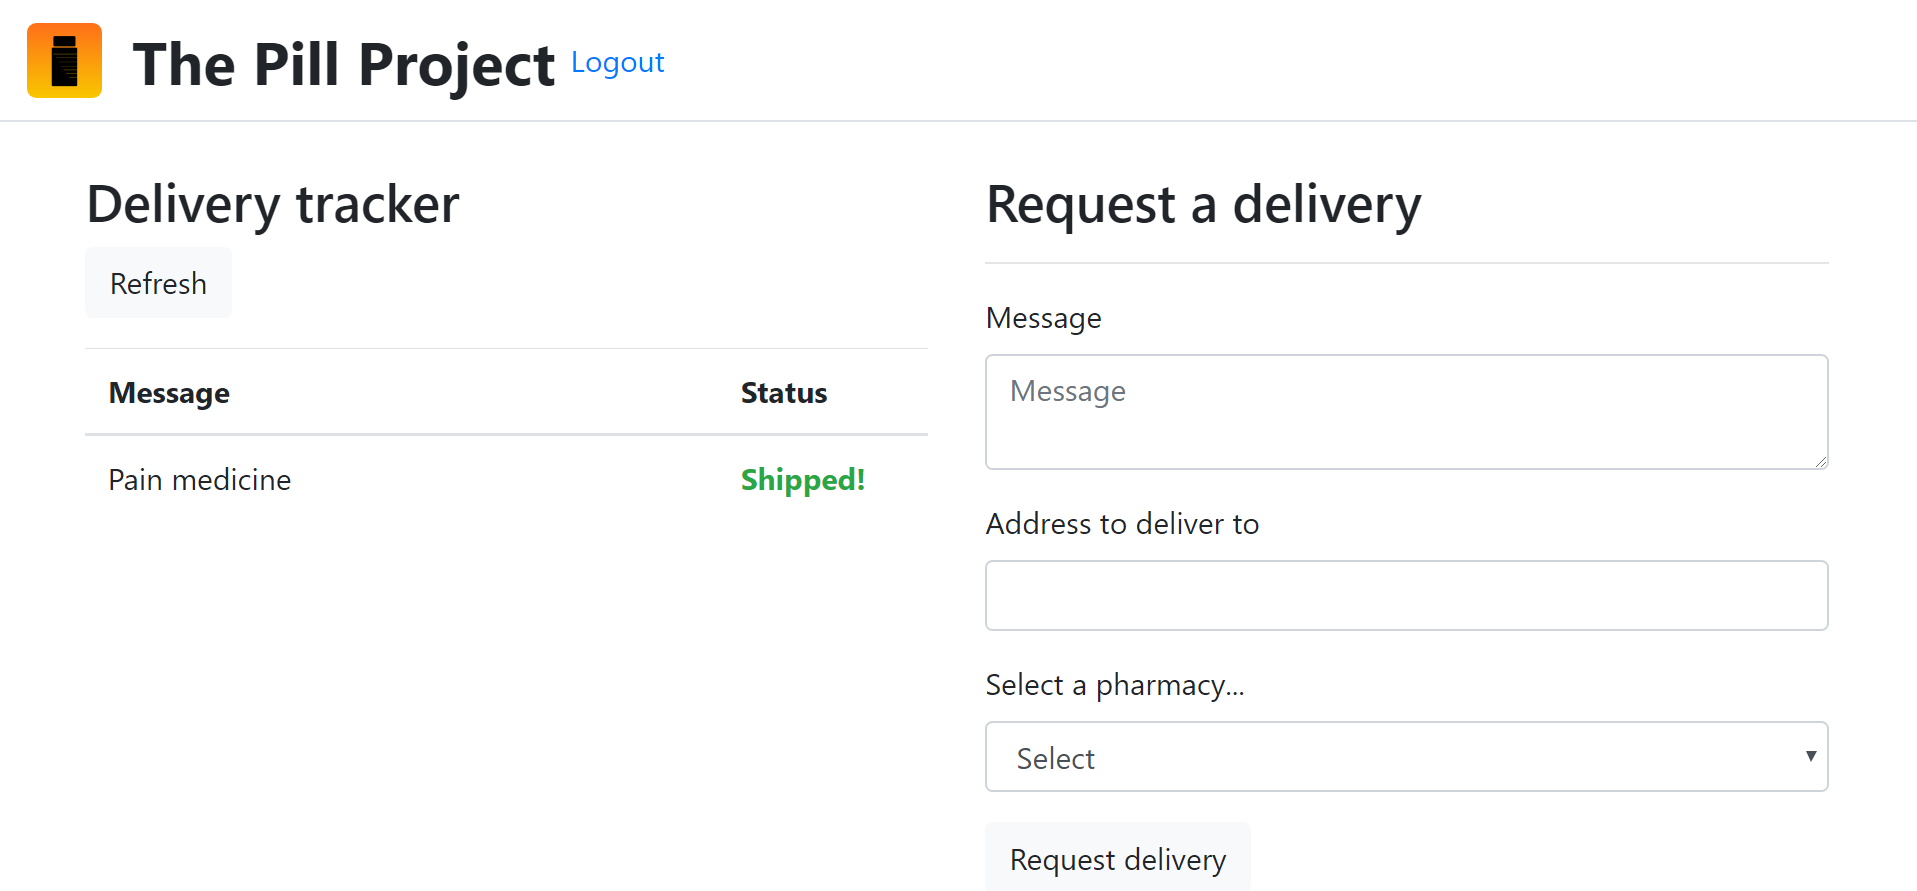 The Pill Project Logout
Delivery tracker
Refresh
Message Status
Pain medicine Shipped!
Request a delivery
Message
Message
Address to deliver to
Select a pharmacy...
Select
Request delivery